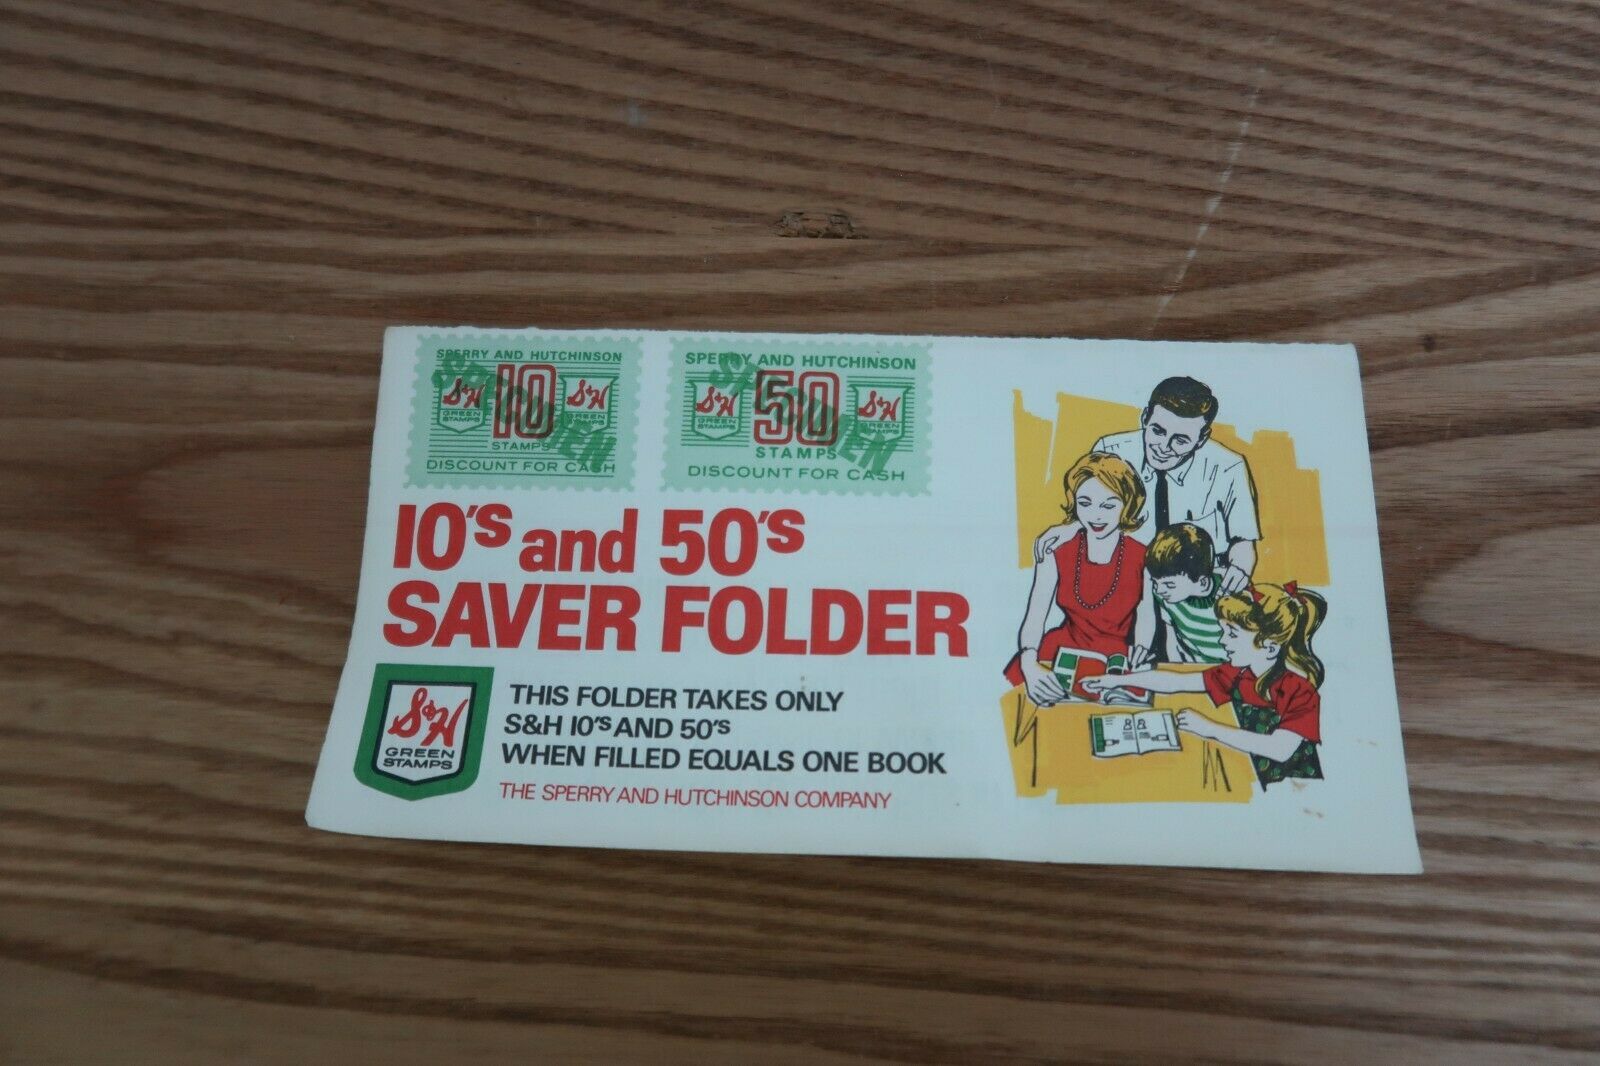 SPERRY AND HUTCHINSON
S&H GREEN STAMPS 10 S&H GREEN STAMPS
STAMPS
SPECIMEN
DISCOUNT FOR CASH
SPERRY AND HUTCHINSON
S&H GREEN STAMPS 50 S&H GREEN STAMPS
STAMPS
SPECIMEN
DISCOUNT FOR CASH
10's and 50's
SAVER FOLDER
S&H
GREEN
STAMPS
THIS FOLDER TAKES ONLY
S&H 10's AND 50's
WHEN FILLED EQUALS ONE BOOK
THE SPERRY AND HUTCHINSON COMPANY